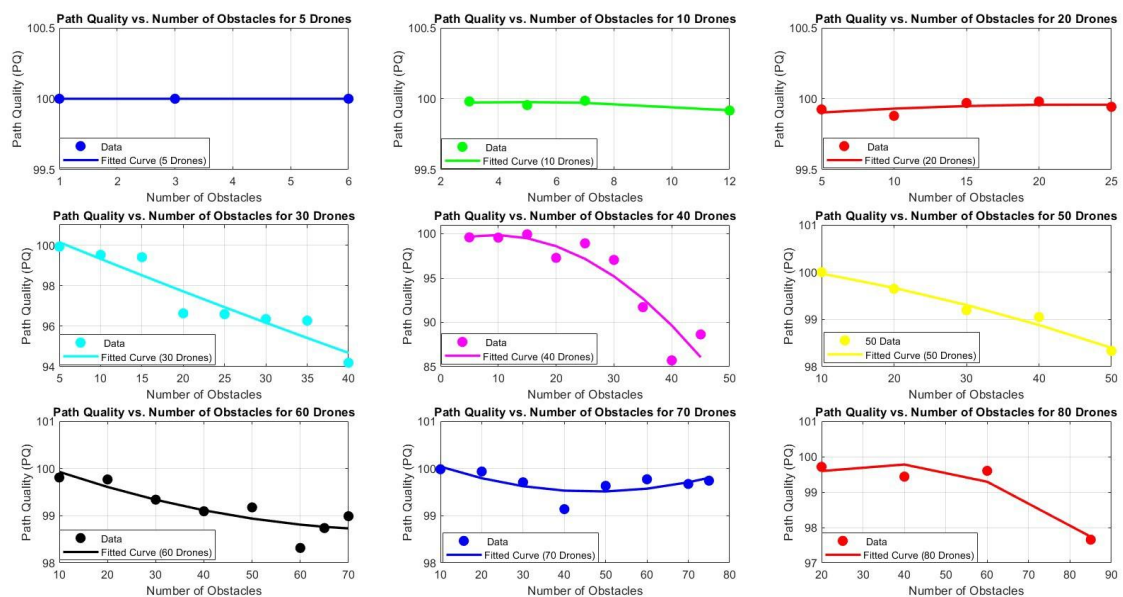 Path Quality vs. Number of Obstacles for 5 Drones
100.5
100
99.5
Path Quality (PQ)
Data
Fitted Curve (5 Drones)
1 2 3 4 5 6
Number of Obstacles
Path Quality vs. Number of Obstacles for 10 Drones
100.5
100
99.5
Path Quality (PQ)
Data
Fitted Curve (10 Drones)
2 4 6 8 10 12
Number of Obstacles
Path Quality vs. Number of Obstacles for 20 Drones
100.5
100
99.5
Path Quality (PQ)
Data
Fitted Curve (20 Drones)
5 10 15 20 25
Number of Obstacles
Path Quality vs. Number of Obstacles for 30 Drones
100
98
96
94
Path Quality (PQ)
Data
Fitted Curve (30 Drones)
5 10 15 20 25 30 35 40
Number of Obstacles
Path Quality vs. Number of Obstacles for 40 Drones
100
95
90
85
Path Quality (PQ)
Data
Fitted Curve (40 Drones)
0 10 20 30 40 50
Number of Obstacles
Path Quality vs. Number of Obstacles for 50 Drones
101
100
99
98
Path Quality (PQ)
50 Data
Fitted Curve (50 Drones)
10 20 30 40 50
Number of Obstacles
Path Quality vs. Number of Obstacles for 60 Drones
101
100
99
98
Path Quality (PQ)
Data
Fitted Curve (60 Drones)
10 20 30 40 50 60 70
Number of Obstacles
Path Quality vs. Number of Obstacles for 70 Drones
101
100
99
98
Path Quality (PQ)
Data
Fitted Curve (70 Drones)
10 20 30 40 50 60 70 80
Number of Obstacles
Path Quality vs. Number of Obstacles for 80 Drones
101
100
99
98
97
Path Quality (PQ)
Data
Fitted Curve (80 Drones)
20 30 40 50 60 70 80 90
Number of Obstacles